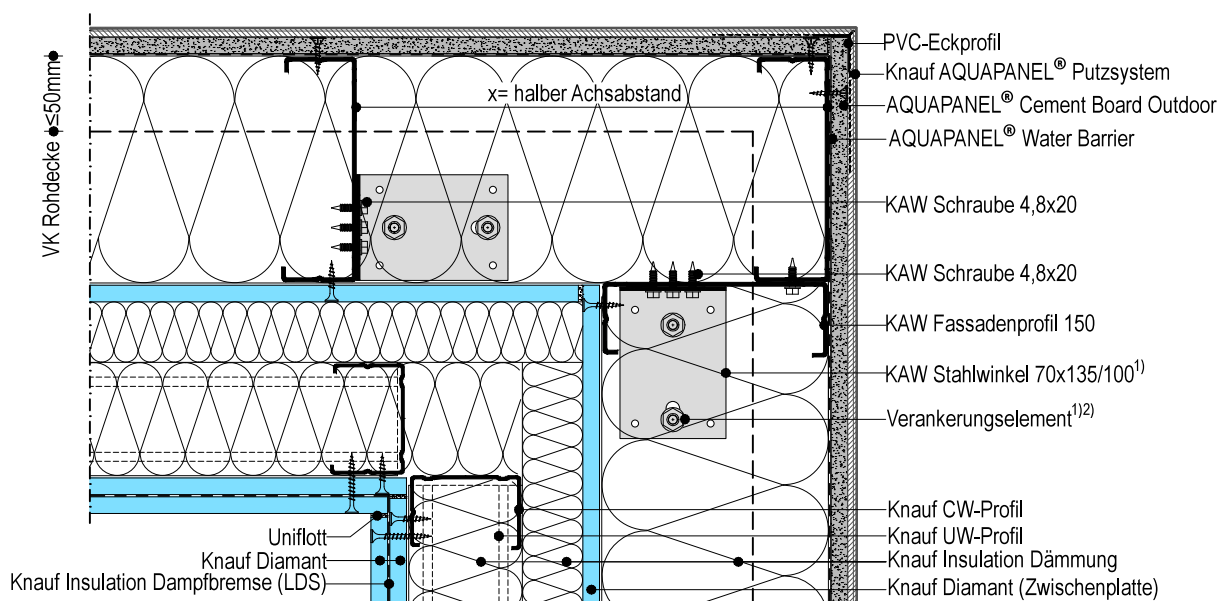 VK Rohdecke ≤50mm
x= halber Achsabstand
PVC-Eckprofil
Knauf AQUAPANEL® Putzsystem
AQUAPANEL® Cement Board Outdoor
AQUAPANEL® Water Barrier
KAW Schraube 4,8x20
KAW Schraube 4,8x20
KAW Fassadenprofil 150
KAW Stahlwinkel 70x135/100¹⁾
Verankerungselement¹⁾²⁾
Knauf CW-Profil
Knauf UW-Profil
Knauf Insulation Dämmung
Knauf Diamant (Zwischenplatte)
Uniflott
Knauf Diamant
Knauf Insulation Dampfbremse (LDS)